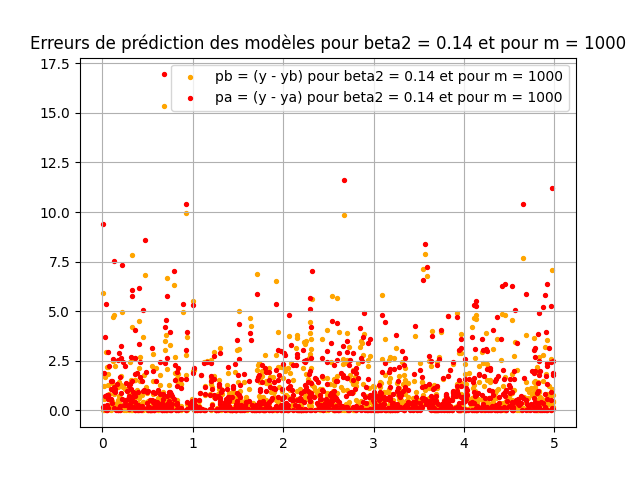 Erreurs de prédiction des modèles pour beta2 = 0.14 et pour m = 1000
pb = (y - yb) pour beta2 = 0.14 et pour m = 1000
pa = (y - ya) pour beta2 = 0.14 et pour m = 1000
17.5
15.0
12.5
10.0
7.5
5.0
2.5
0.0
0 1 2 3 4 5